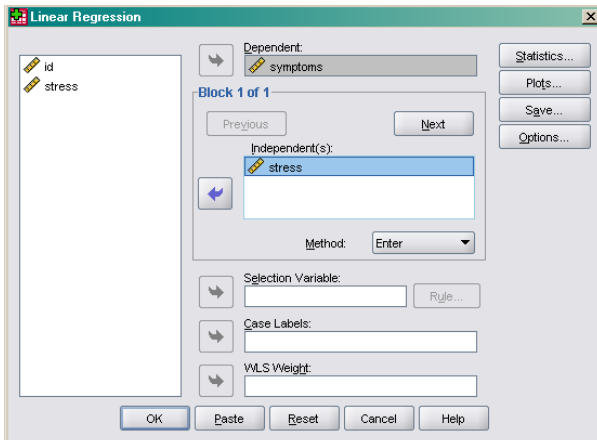 Linear Regression
id
stress
Dependent:
symptoms
Block 1 of 1
Previous
Next
Independent(s):
stress
Method:
Enter
Selection Variable:
Rule...
Case Labels:
WLS Weight:
Statistics...
Plots...
Save...
Options...
OK
Paste
Reset
Cancel
Help